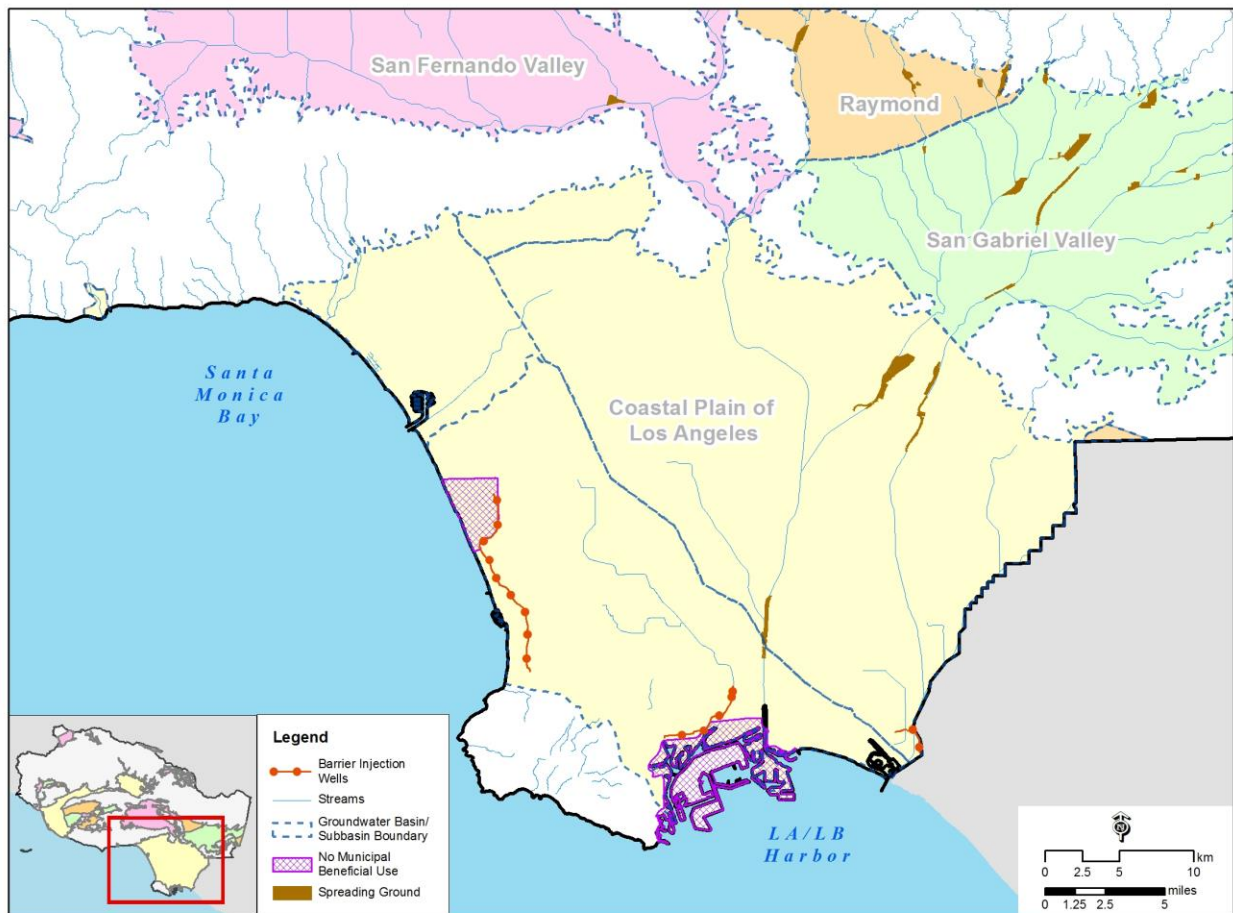 San Fernando Valley
Raymond
San Gabriel Valley
Santa
Monica
Bay
Coastal Plain of
Los Angeles
LA/LB
Harbor
Legend
Barrier Injection
Wells
Streams
Groundwater Basin/
Subbasin Boundary
No Municipal
Beneficial Use
Spreading Ground
N
km
0 2.5 5 10
miles
0 1.25 2.5 5